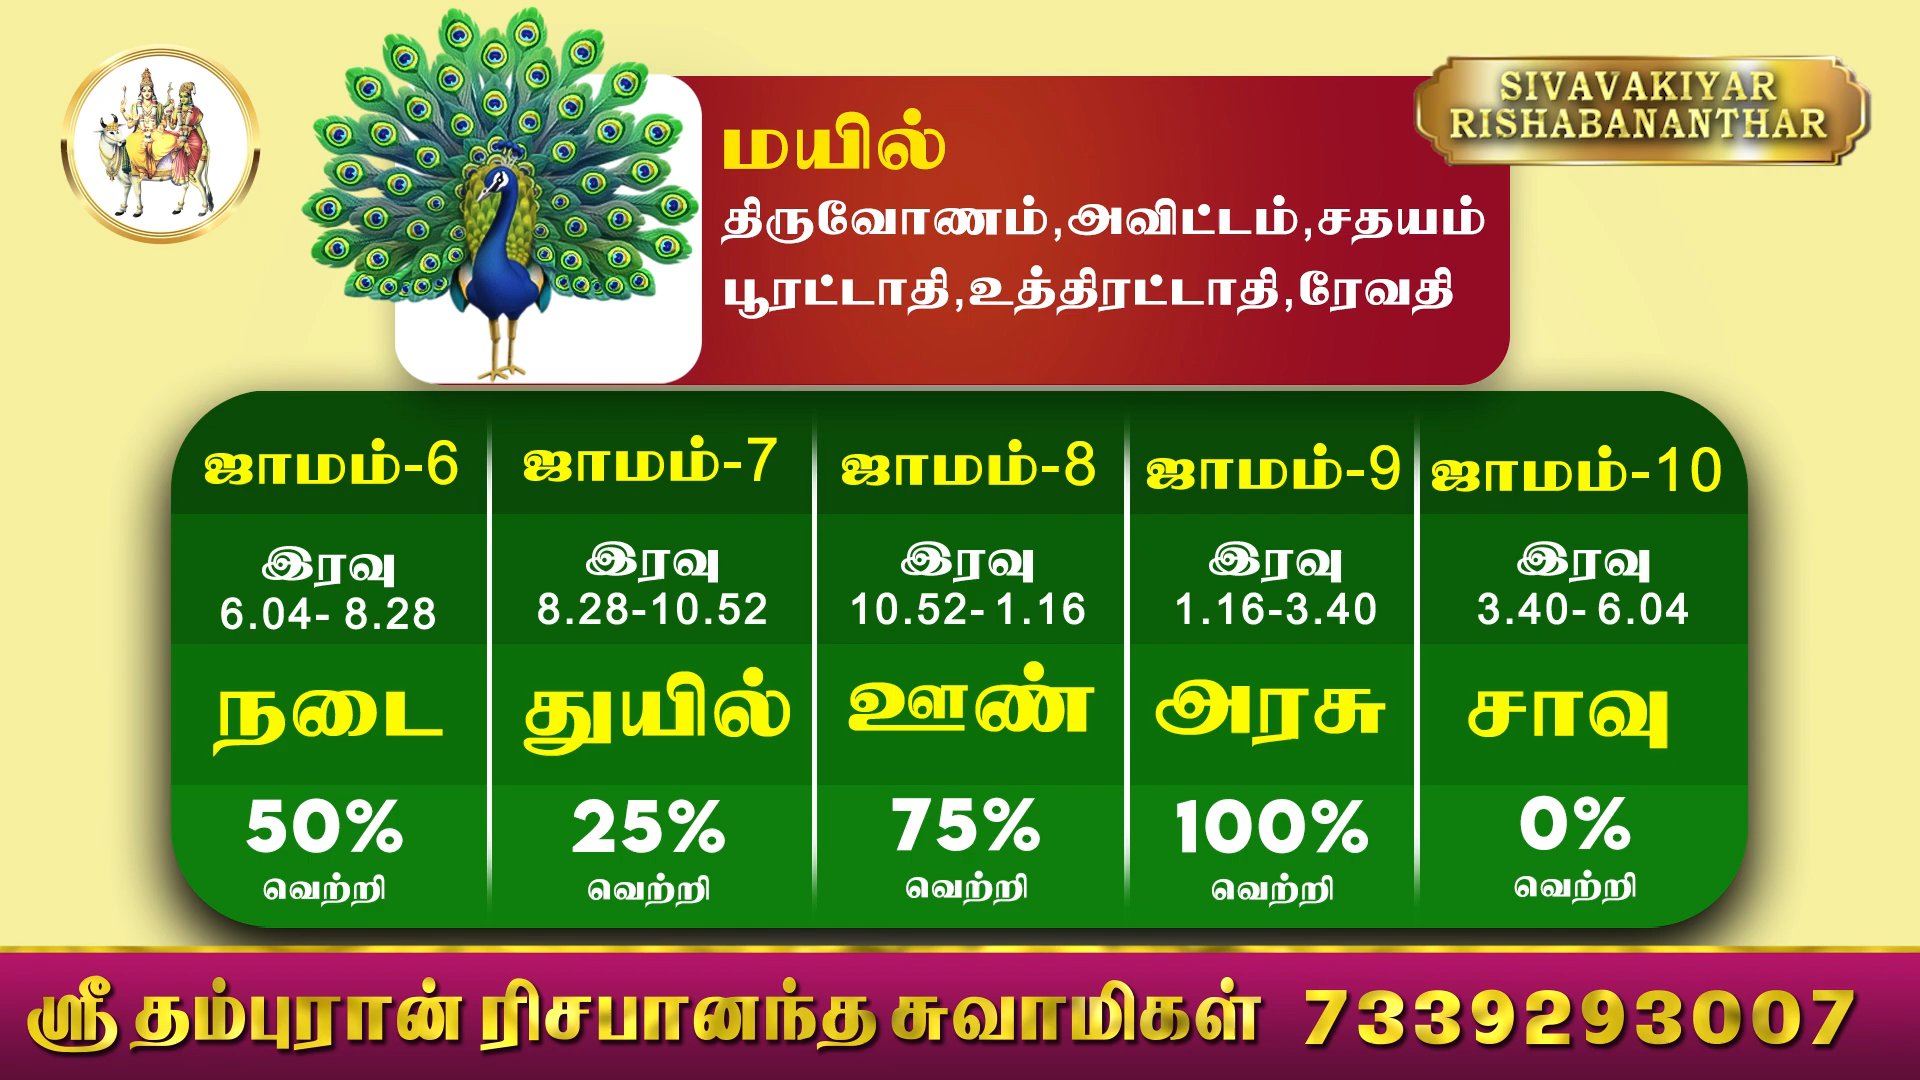 SIVAVAKIYAR
RISHABANANTHAR
மயில்
திருவோணம்,அவிட்டம்,சதயம்
பூரட்டாதி,உத்திரட்டாதி,ரேவதி
ஜாமம்-6
ஜாமம்-7
ஜாமம்-8
ஜாமம்-9
ஜாமம்-10
இரவு
இரவு
இரவு
இரவு
இரவு
6.04- 8.28
8.28-10.52
10.52- 1.16
1.16-3.40
3.40- 6.04
நடை
துயில்
ஊண்
அரசு
சாவு
50%
25%
75%
100%
0%
வெற்றி
வெற்றி
வெற்றி
வெற்றி
வெற்றி
ஸ்ரீ தம்புரான் ரிசபானந்த சுவாமிகள் 7339293007